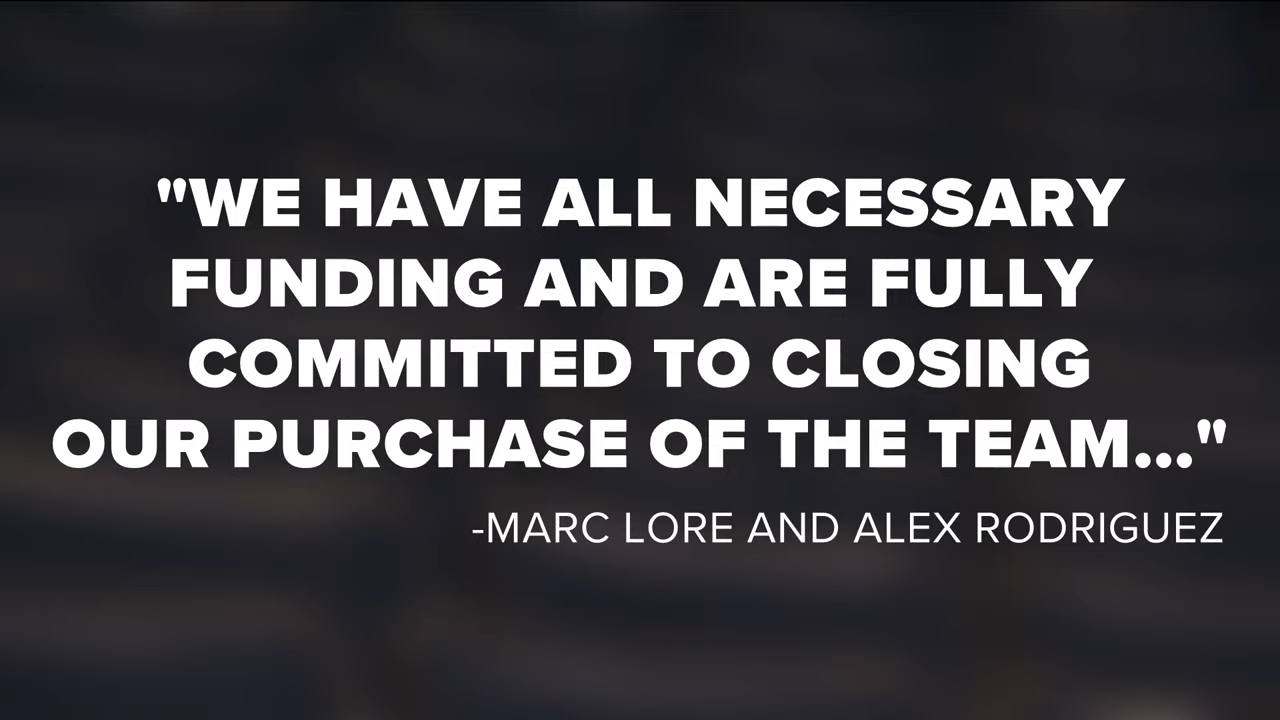 "WE HAVE ALL NECESSARY
FUNDING AND ARE FULLY
COMMITTED TO CLOSING
OUR PURCHASE OF THE TEAM..."
-MARC LORE AND ALEX RODRIGUEZ